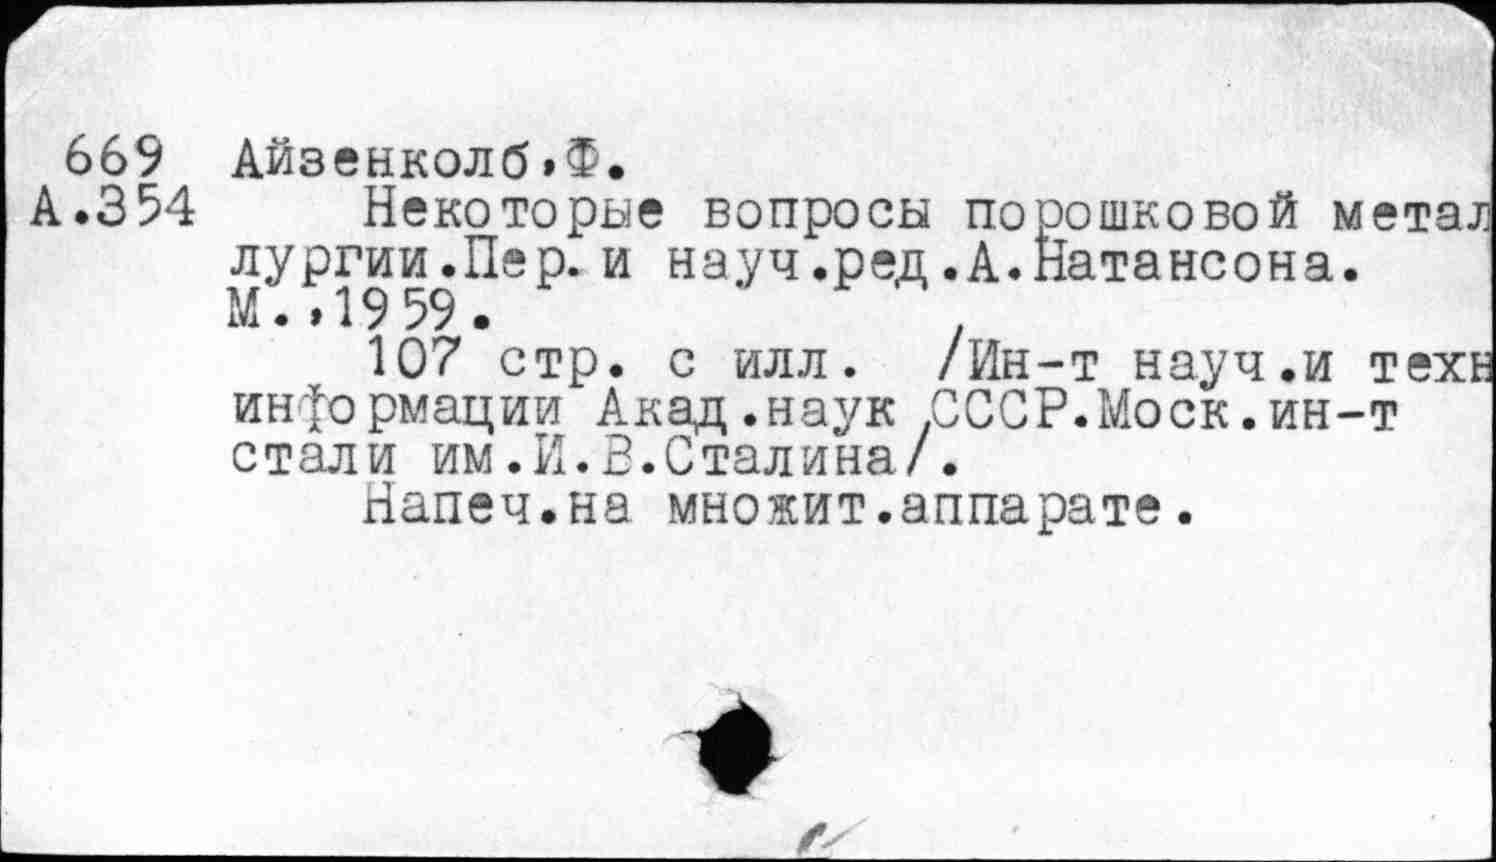 669 Айзенколб,Ф.
А.354 Некоторые вопросы порошковой метал
лургии.Пер.и науч.ред.А.Натансона.
М.,1959.
107 стр. с илл. /Ин-т науч.и техн
информации Акад.наук СССР.Моск.ин-т
стали им.И.В.Сталина/.
Напеч.на множит.аппарате.